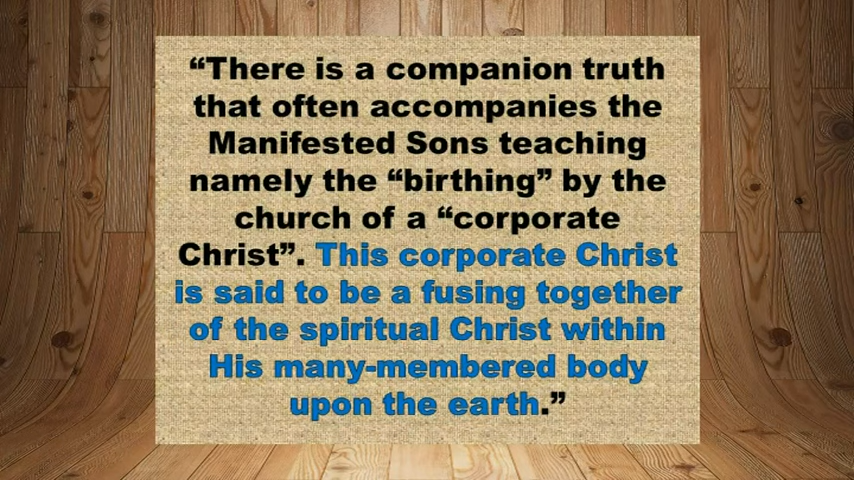 “There is a companion truth
that often accompanies the
Manifested Sons teaching
namely the “birthing” by the
church of a “corporate
Christ”. This corporate Christ
is said to be a fusing together
of the spiritual Christ within
His many-membered body
upon the earth.”